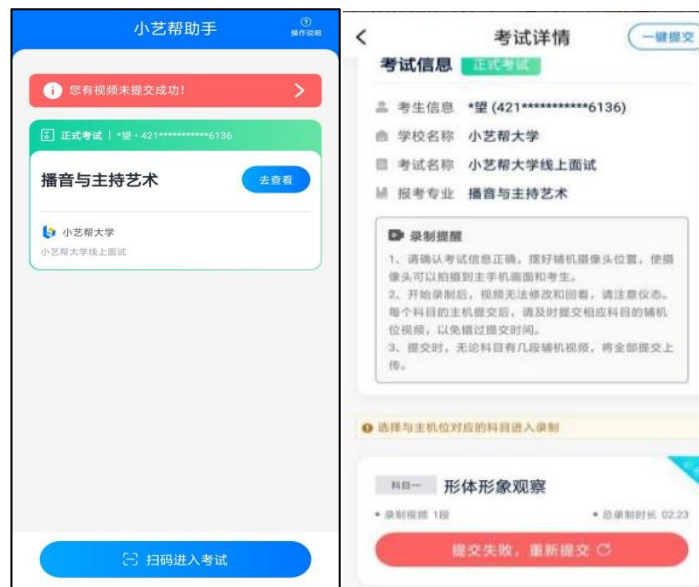 小艺帮助手
操作说明
您有视频未提交成功！
正式考试 | *望·421***********6136
播音与主持艺术
去查看
小艺帮大学
小艺帮大学线上面试
扫码进入考试
考试详情
一键提交
考试信息 正式考试
考生信息 *望 (421***********6136)
学校名称 小艺帮大学
考试名称 小艺帮大学线上面试
报考专业 播音与主持艺术
录制提醒
1、请确认考试信息正确，摆好辅机摄像头位置，使摄
像头可以拍摄到主手机画面和考生。
2、开始录制后，视频无法修改和回看，请注意仪态。
每个科目的主机提交后，请及时提交相应科目的辅机
位视频，以免错过提交时间。
3、提交时，无论科目有几段辅机视频，将全部提交上
传。
选择与主机位对应的科目进入录制
科目一 形体形象观察
• 录制视频 1段 • 总录制时长 02:23
提交失败，重新提交